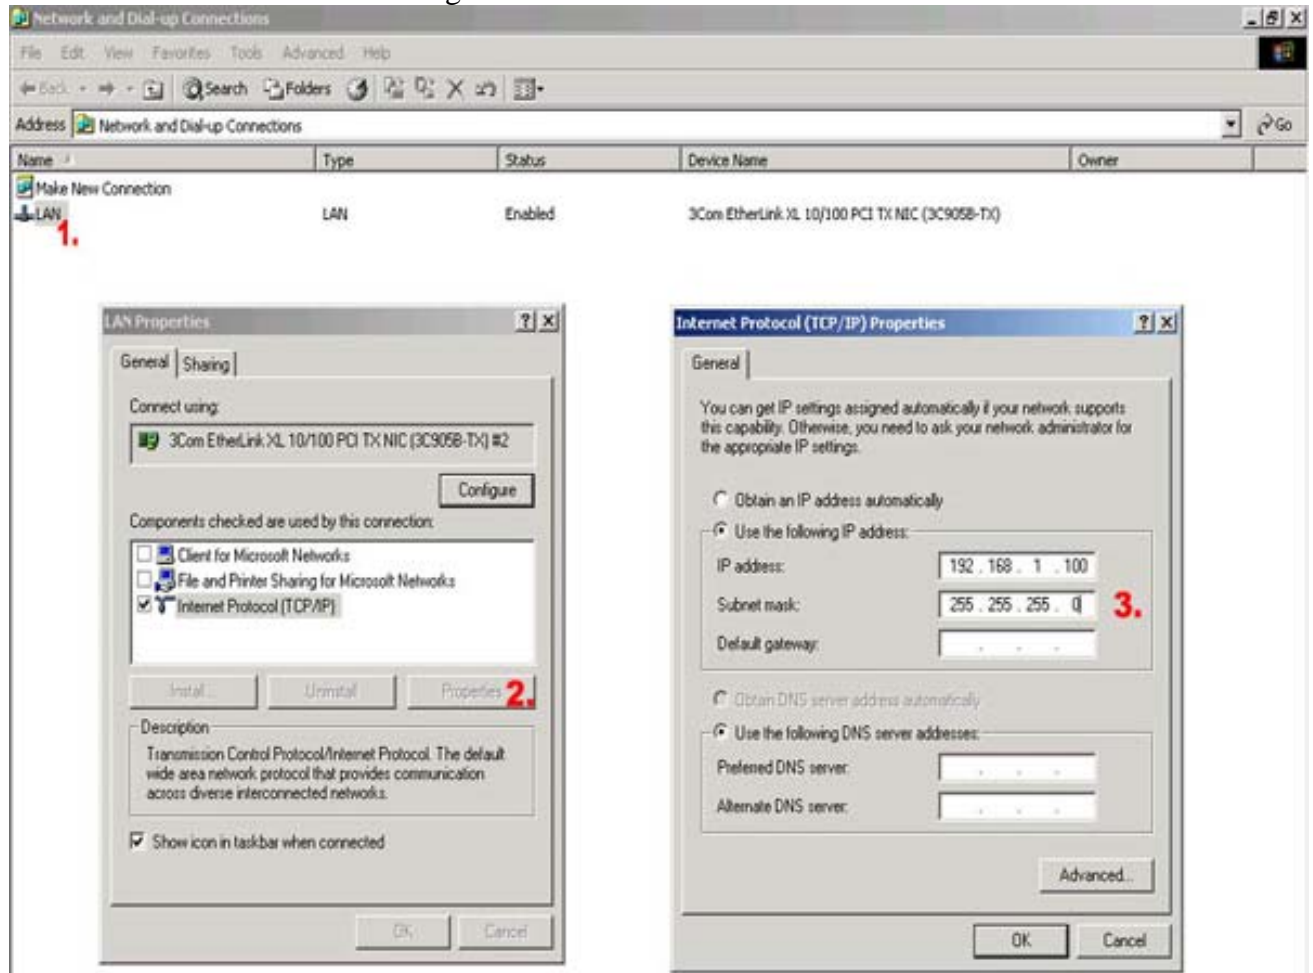 Network and Dial-up Connections
File Edit View Favorites Tools Advanced Help
Back Search Folders
Address Network and Dial-up Connections Go
Name Type Status Device Name Owner
Make New Connection
LAN LAN Enabled 3Com EtherLink XL 10/100 PCI TX NIC (3C905B-TX)
1.
LAN Properties
General Sharing
Connect using:
3Com EtherLink XL 10/100 PCI TX NIC (3C905B-TX) #2
Configure
Components checked are used by this connection:
Client for Microsoft Networks
File and Printer Sharing for Microsoft Networks
Internet Protocol (TCP/IP)
Install... Uninstall Properties 2.
Description
Transmission Control Protocol/Internet Protocol. The default
wide area network protocol that provides communication
across diverse interconnected networks.
Show icon in taskbar when connected
OK Cancel
Internet Protocol (TCP/IP) Properties
General
You can get IP settings assigned automatically if your network supports
this capability. Otherwise, you need to ask your network administrator for
the appropriate IP settings.
Obtain an IP address automatically
Use the following IP address:
IP address: 192 . 168 . 1 . 100
Subnet mask: 255 . 255 . 255 . 0 3.
Default gateway: . . .
Obtain DNS server address automatically
Use the following DNS server addresses:
Preferred DNS server: . . .
Alternate DNS server: . . .
Advanced...
OK Cancel